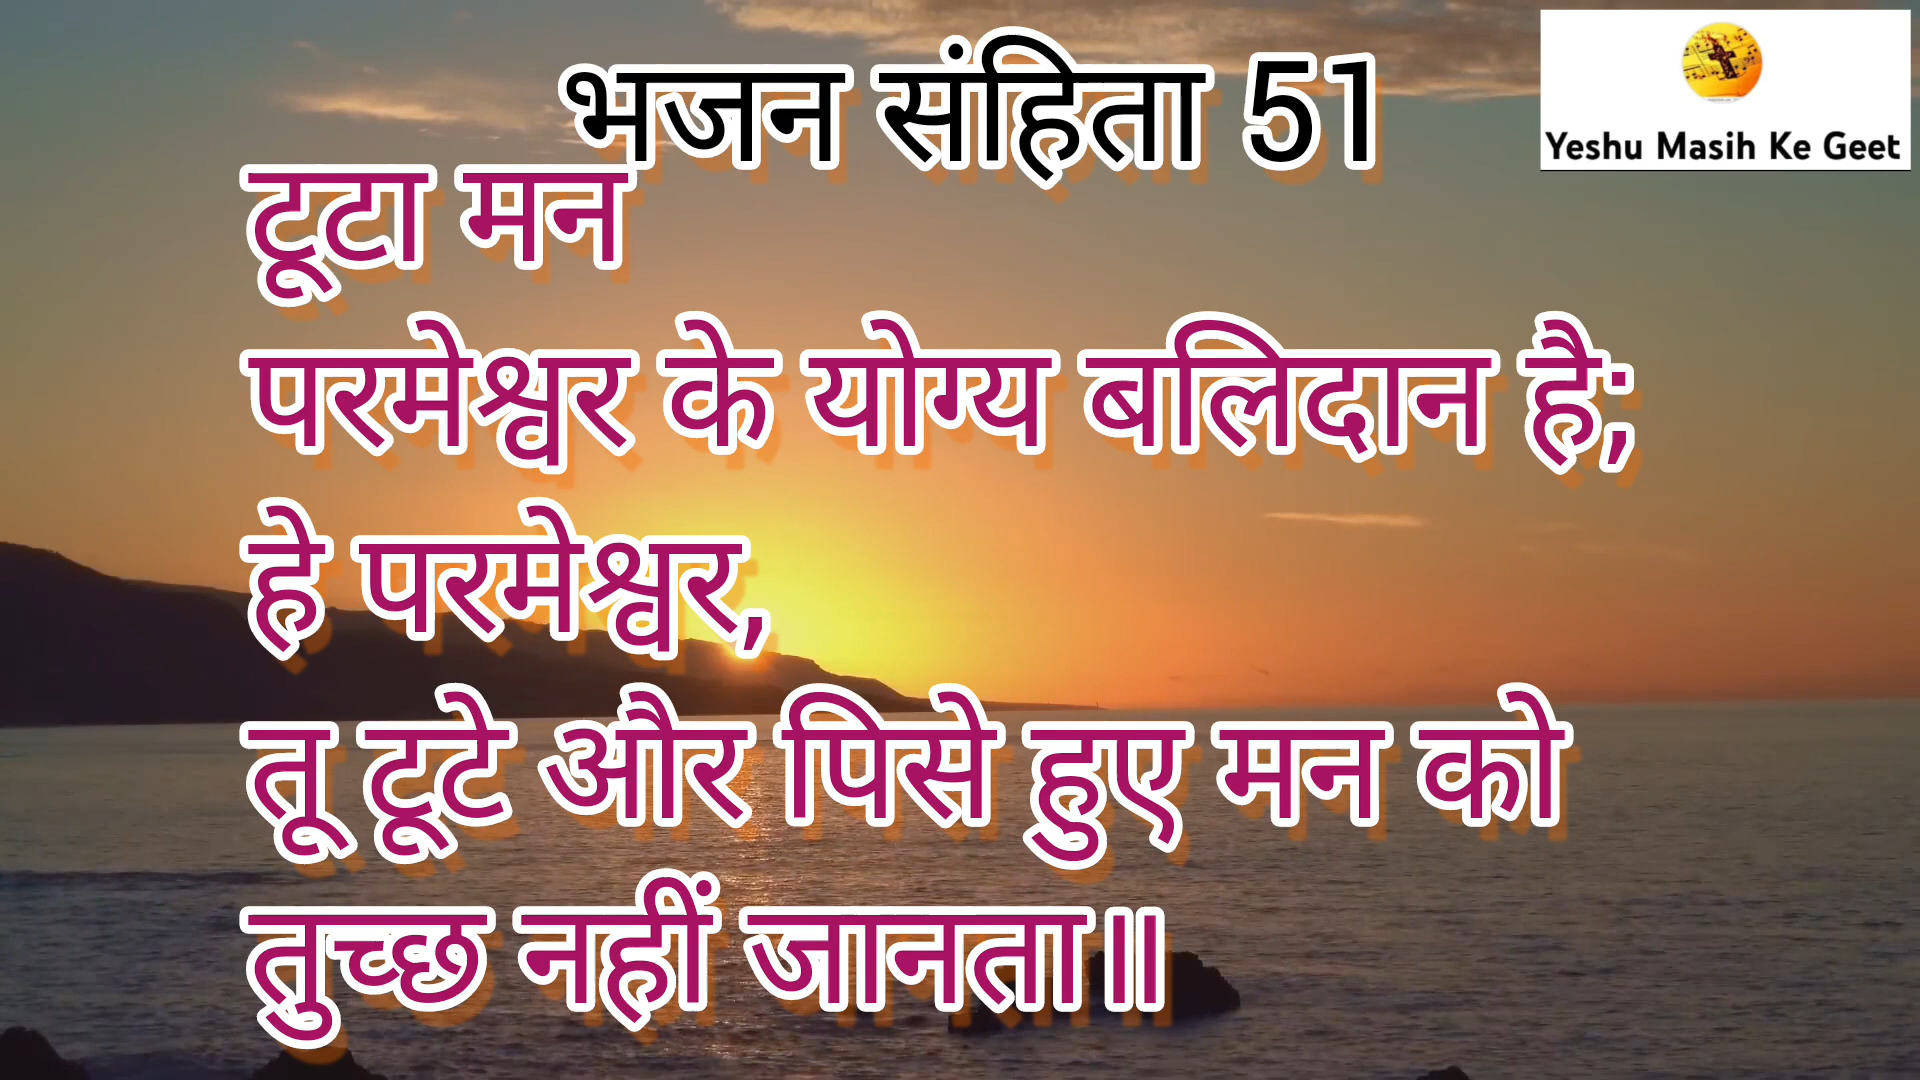 भजन संहिता 51
Yeshu Masih Ke Geet
टूटा मन
परमेश्वर के योग्य बलिदान है;
हे परमेश्वर,
तू टूटे और पिसे हुए मन को
तुच्छ नहीं जानता॥